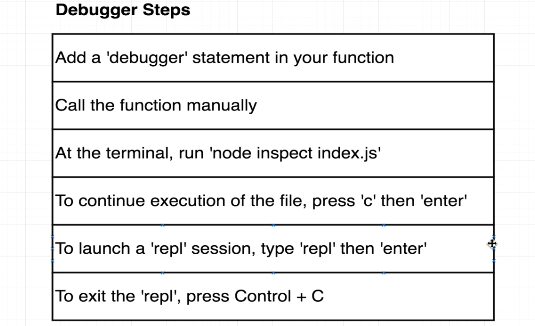 Debugger Steps
Add a 'debugger' statement in your function
Call the function manually
At the terminal, run 'node inspect index.js'
To continue execution of the file, press 'c' then 'enter'
To launch a 'repl' session, type 'repl' then 'enter'
To exit the 'repl', press Control + C